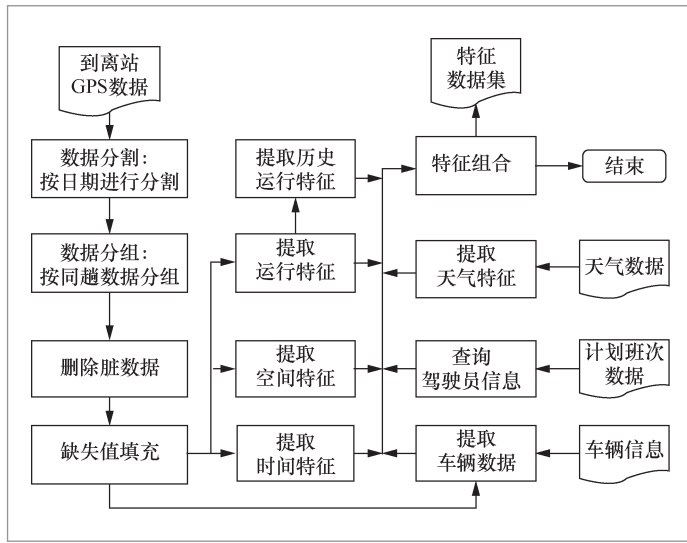 到离站
GPS数据
数据分割：
按日期进行分割
数据分组：
按同趟数据分组
删除脏数据
缺失值填充
提取历史
运行特征
提取
运行特征
提取
空间特征
提取
时间特征
特征
数据集
特征组合
结束
提取
天气特征
天气数据
查询
驾驶员信息
计划班次
数据
提取
车辆数据
车辆信息